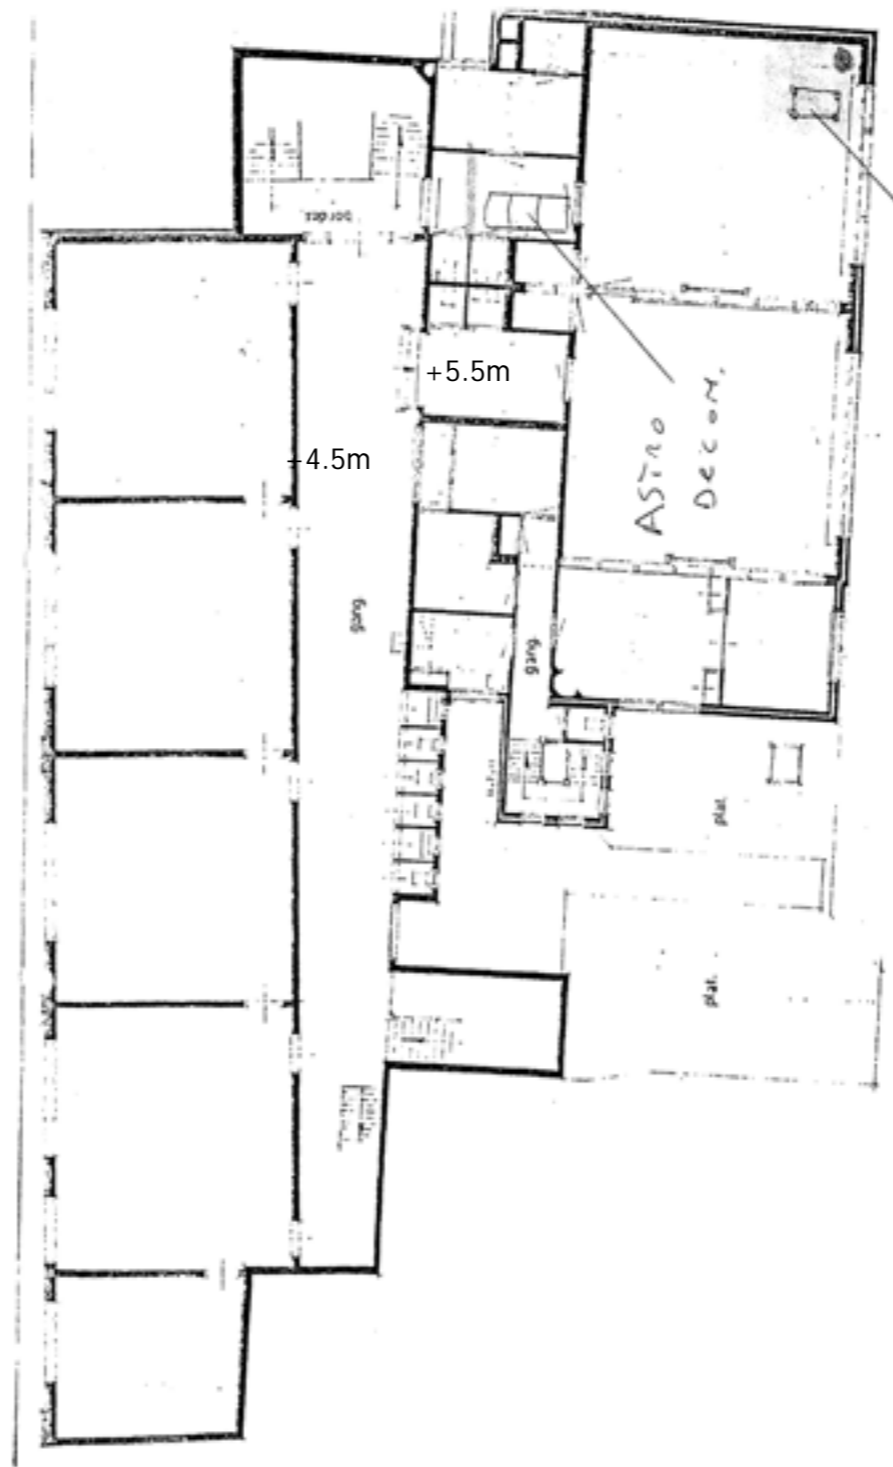 bordes
+5.5m
+4.5m
ASTRO
DECOM.
gang.
gang.
plat.
plat.